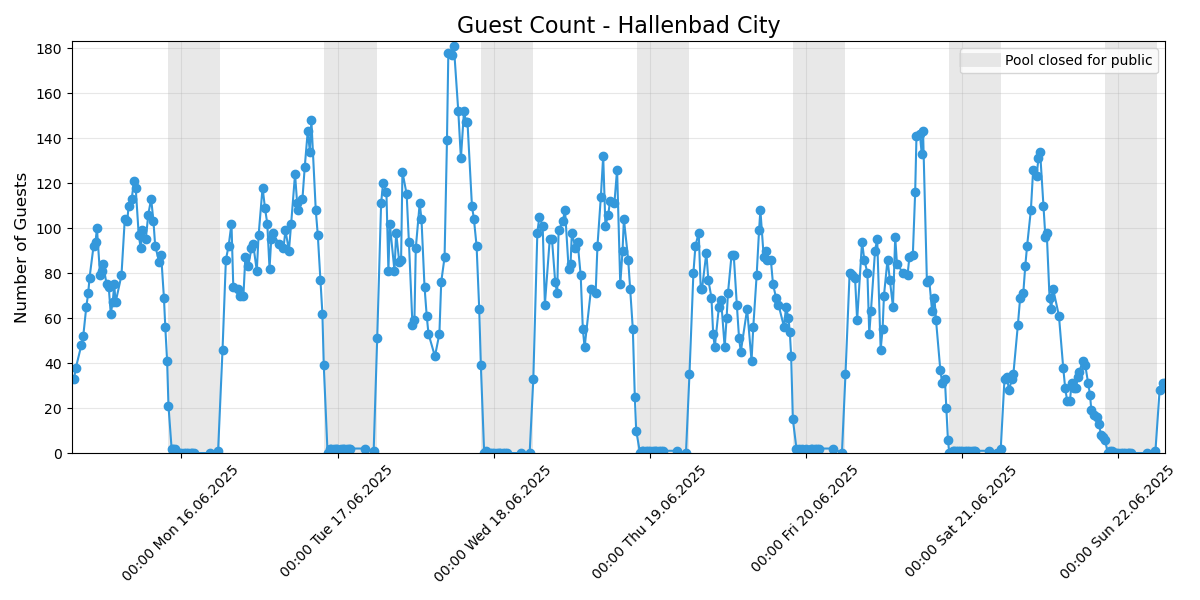 Guest Count - Hallenbad City
Pool closed for public
Number of Guests
180
160
140
120
100
80
60
40
20
0
00:00 Mon 16.06.2025
00:00 Tue 17.06.2025
00:00 Wed 18.06.2025
00:00 Thu 19.06.2025
00:00 Fri 20.06.2025
00:00 Sat 21.06.2025
00:00 Sun 22.06.2025